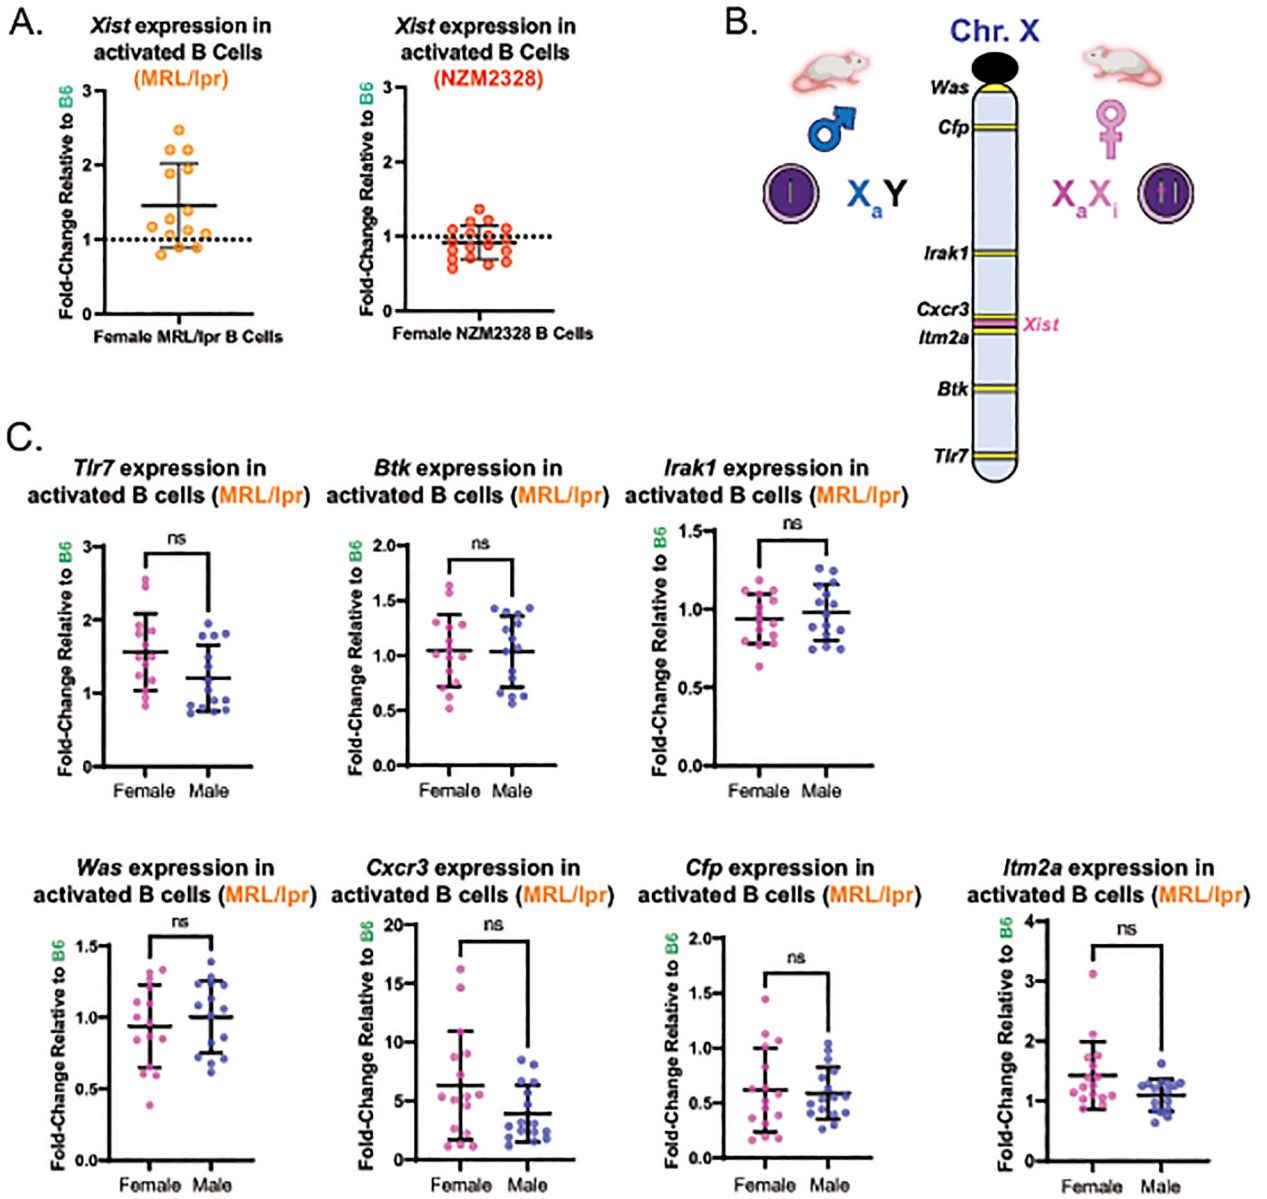 A.
Xist expression in
activated B Cells
(MRL/lpr)
Fold-Change Relative to B6
3
2
1
0
Female MRL/lpr B Cells
Xist expression in
activated B Cells
(NZM2328)
Fold-Change Relative to B6
3
2
1
0
Female NZM2328 B Cells
B.
Chr. X
Was
Cfp
Irak1
Cxcr3
Xist
Itm2a
Btk
Tlr7
XaY
XaXi
C.
Tlr7 expression in
activated B cells (MRL/lpr)
Fold-Change Relative to B6
ns
3
2
1
0
Female Male
Btk expression in
activated B cells (MRL/lpr)
Fold-Change Relative to B6
ns
2.0
1.5
1.0
0.5
0.0
Female Male
Irak1 expression in
activated B cells (MRL/lpr)
Fold-Change Relative to B6
ns
1.5
1.0
0.5
0.0
Female Male
Was expression in
activated B cells (MRL/lpr)
Fold-Change Relative to B6
ns
1.5
1.0
0.5
0.0
Female Male
Cxcr3 expression in
activated B cells (MRL/lpr)
Fold-Change Relative to B6
ns
20
15
10
5
0
Female Male
Cfp expression in
activated B cells (MRL/lpr)
Fold-Change Relative to B6
ns
2.0
1.5
1.0
0.5
0.0
Female Male
Itm2a expression in
activated B cells (MRL/lpr)
Fold-Change Relative to B6
ns
4
3
2
1
0
Female Male